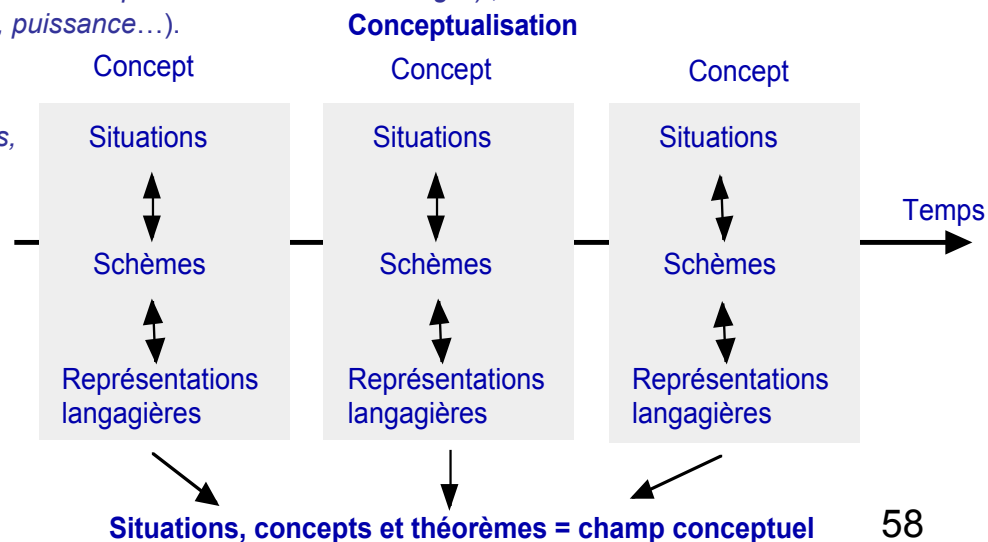 , puissance…).
Conceptualisation
Concept
Concept
Concept
Situations
Situations
Situations
Temps
Schèmes
Schèmes
Schèmes
Représentations
langagières
Représentations
langagières
Représentations
langagières
Situations, concepts et théorèmes = champ conceptuel
58